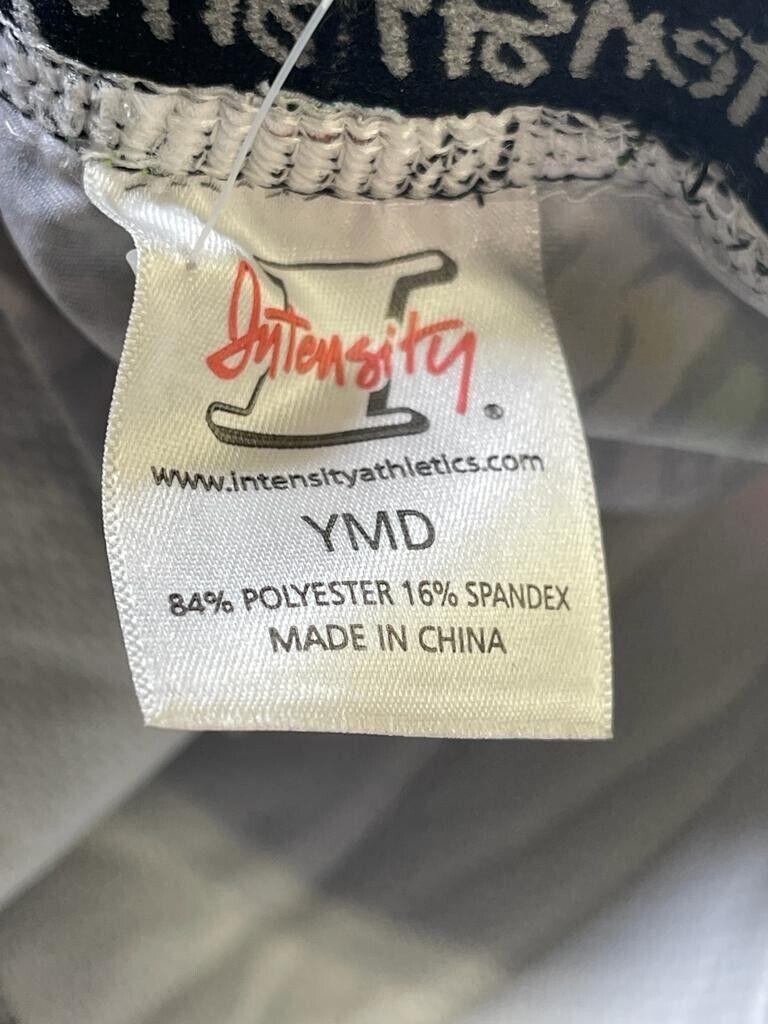 Intensity
®
www.intensityathletics.com
YMD
84% POLYESTER 16% SPANDEX
MADE IN CHINA